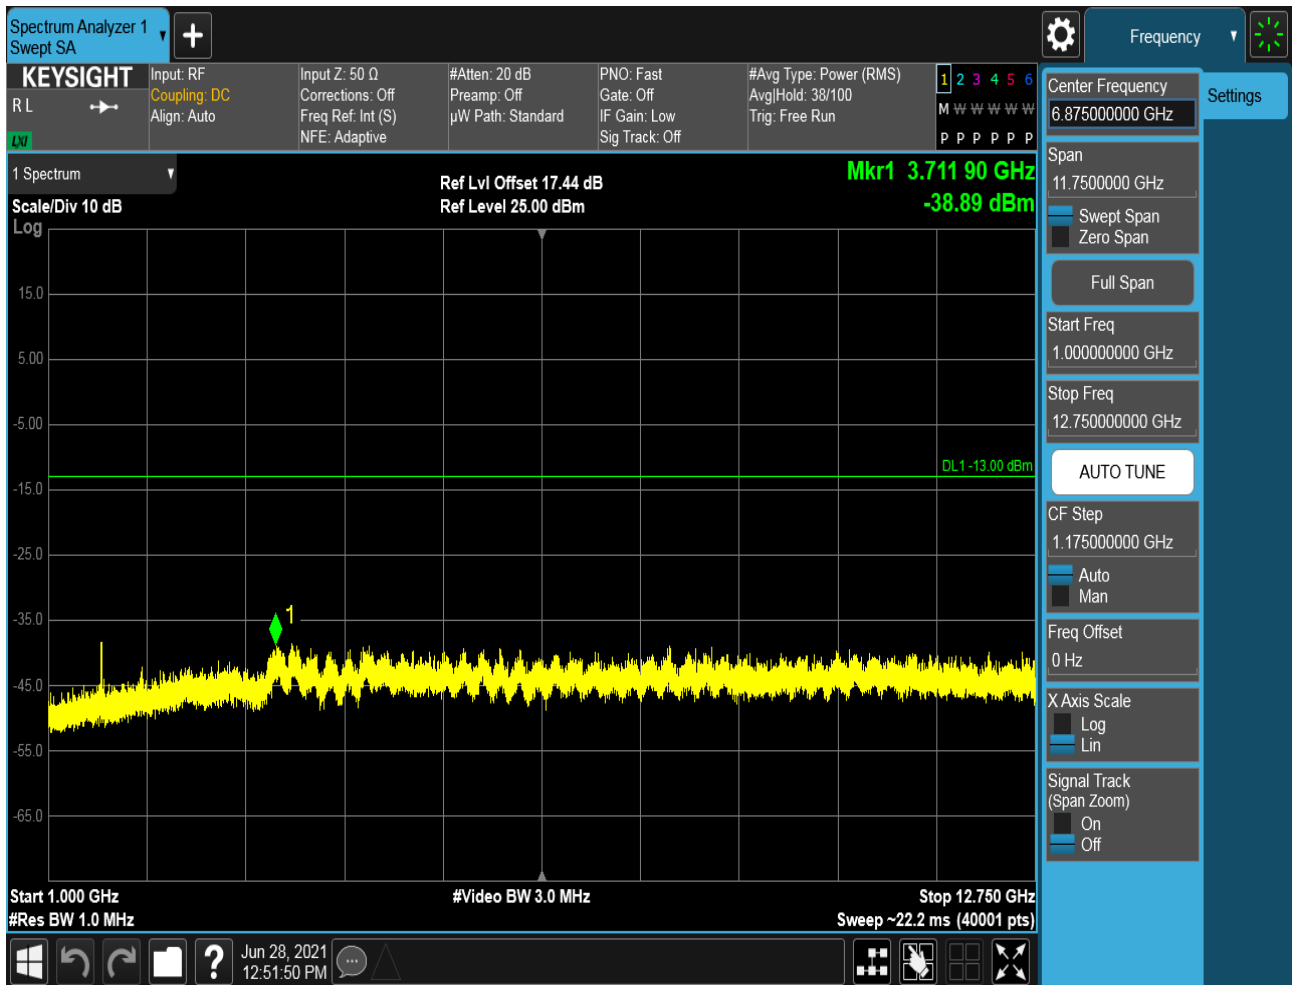 Spectrum Analyzer 1
Swept SA
Frequency
KEYSIGHT
R L
LXI
Input: RF
Coupling: DC
Align: Auto
Input Z: 50 Ω
Corrections: Off
Freq Ref: Int (S)
NFE: Adaptive
#Atten: 20 dB
Preamp: Off
µW Path: Standard
PNO: Fast
Gate: Off
IF Gain: Low
Sig Track: Off
#Avg Type: Power (RMS)
Avg|Hold: 38/100
Trig: Free Run
1 2 3 4 5 6
M W W W W W
P P P P P P
1 Spectrum
Scale/Div 10 dB
Log
Ref Lvl Offset 17.44 dB
Ref Level 25.00 dBm
Mkr1 3.711 90 GHz
-38.89 dBm
15.0
5.00
-5.00
-15.0
-25.0
-35.0
-45.0
-55.0
-65.0
DL1 -13.00 dBm
1
Start 1.000 GHz
#Res BW 1.0 MHz
#Video BW 3.0 MHz
Stop 12.750 GHz
Sweep ~22.2 ms (40001 pts)
Jun 28, 2021
12:51:50 PM
Center Frequency
6.875000000 GHz
Settings
Span
11.7500000 GHz
Swept Span
Zero Span
Full Span
Start Freq
1.000000000 GHz
Stop Freq
12.750000000 GHz
AUTO TUNE
CF Step
1.175000000 GHz
Auto
Man
Freq Offset
0 Hz
X Axis Scale
Log
Lin
Signal Track
(Span Zoom)
On
Off